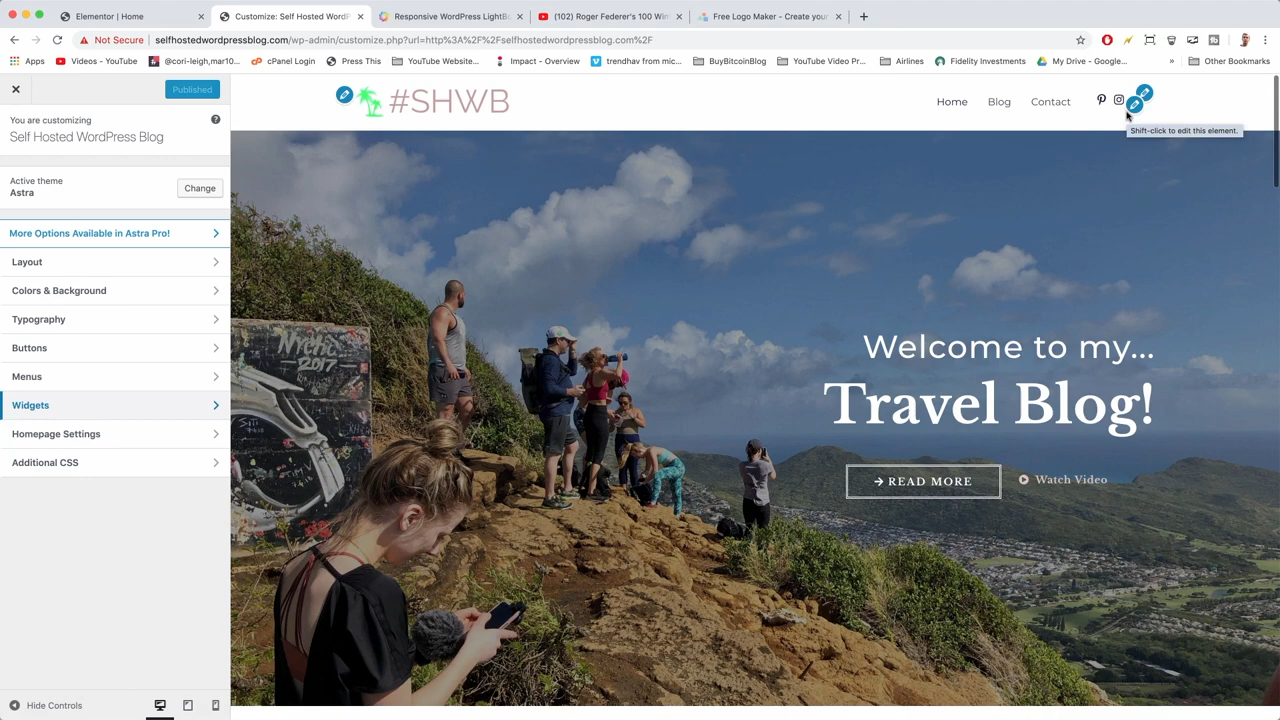 Elementor | Home
Customize: Self Hosted WordP
Responsive WordPress LightBo
(102) Roger Federer's 100 Win
Free Logo Maker - Create your
Not Secure | selfhostedwordpressblog.com/wp-admin/customize.php?url=http%3A%2F%2Fselfhostedwordpressblog.com%2F
Apps
Videos - YouTube
@cori-leigh,mar10...
cPanel Login
Press This
YouTube Website...
Impact - Overview
trendhav from mic...
BuyBitcoinBlog
YouTube Video Pr...
Airlines
Fidelity Investments
My Drive - Google...
»
Other Bookmarks
Published
You are customizing
Self Hosted WordPress Blog
Active theme
Astra
Change
More Options Available in Astra Pro!
Layout
Colors & Background
Typography
Buttons
Menus
Widgets
Homepage Settings
Additional CSS
Hide Controls
#SHWB
Home
Blog
Contact
Shift-click to edit this element.
2017
Welcome to my...
Travel Blog!
READ MORE
Watch Video